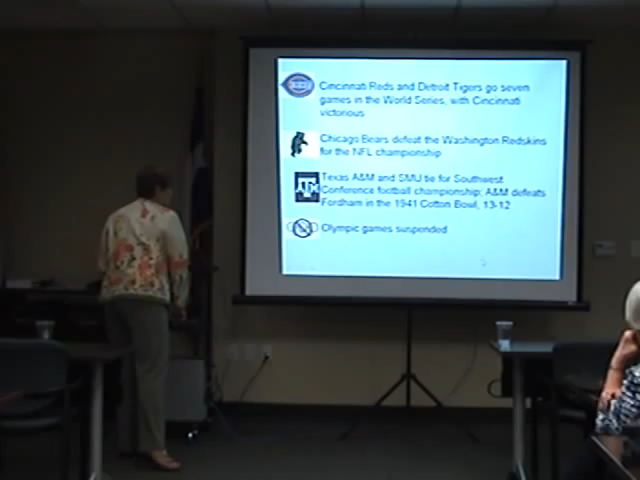 Cincinnati Reds and Detroit Tigers go seven
games in the World Series, with Cincinnati
victorious
Chicago Bears defeat the Washington Redskins
for the NFL championship
Texas A&M and SMU tie for Southwest
Conference football championship; A&M defeats
Fordham in the 1941 Cotton Bowl, 13-12
Olympic games suspended